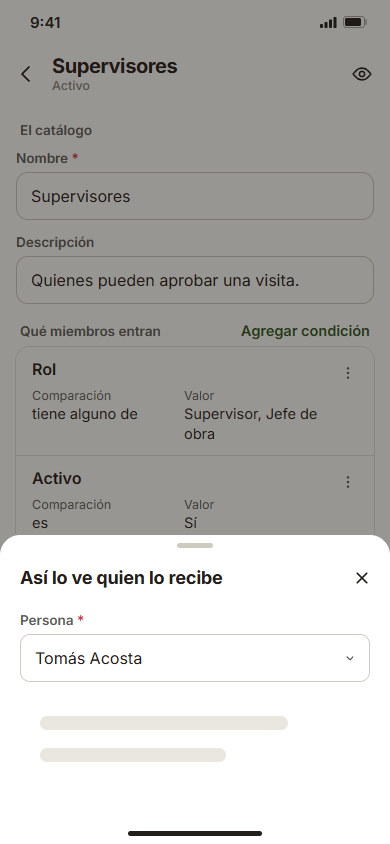 9:41
Supervisores
Activo
El catálogo
Nombre *
Supervisores
Descripción
Quienes pueden aprobar una visita.
Qué miembros entran
Agregar condición
Rol
Comparación
Valor
tiene alguno de
Supervisor, Jefe de
obra
Activo
Comparación
Valor
es
Sí
Así lo ve quien lo recibe
Persona *
Tomás Acosta